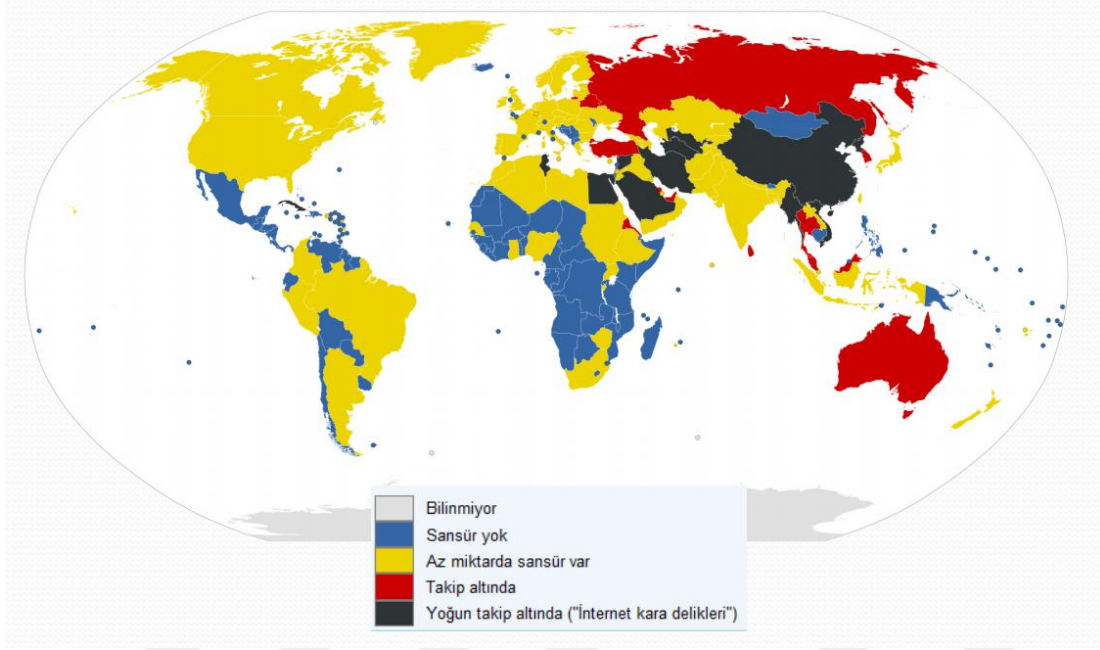 Bilinmiyor
Sansür yok
Az miktarda sansür var
Takip altında
Yoğun takip altında ("İnternet kara delikleri")